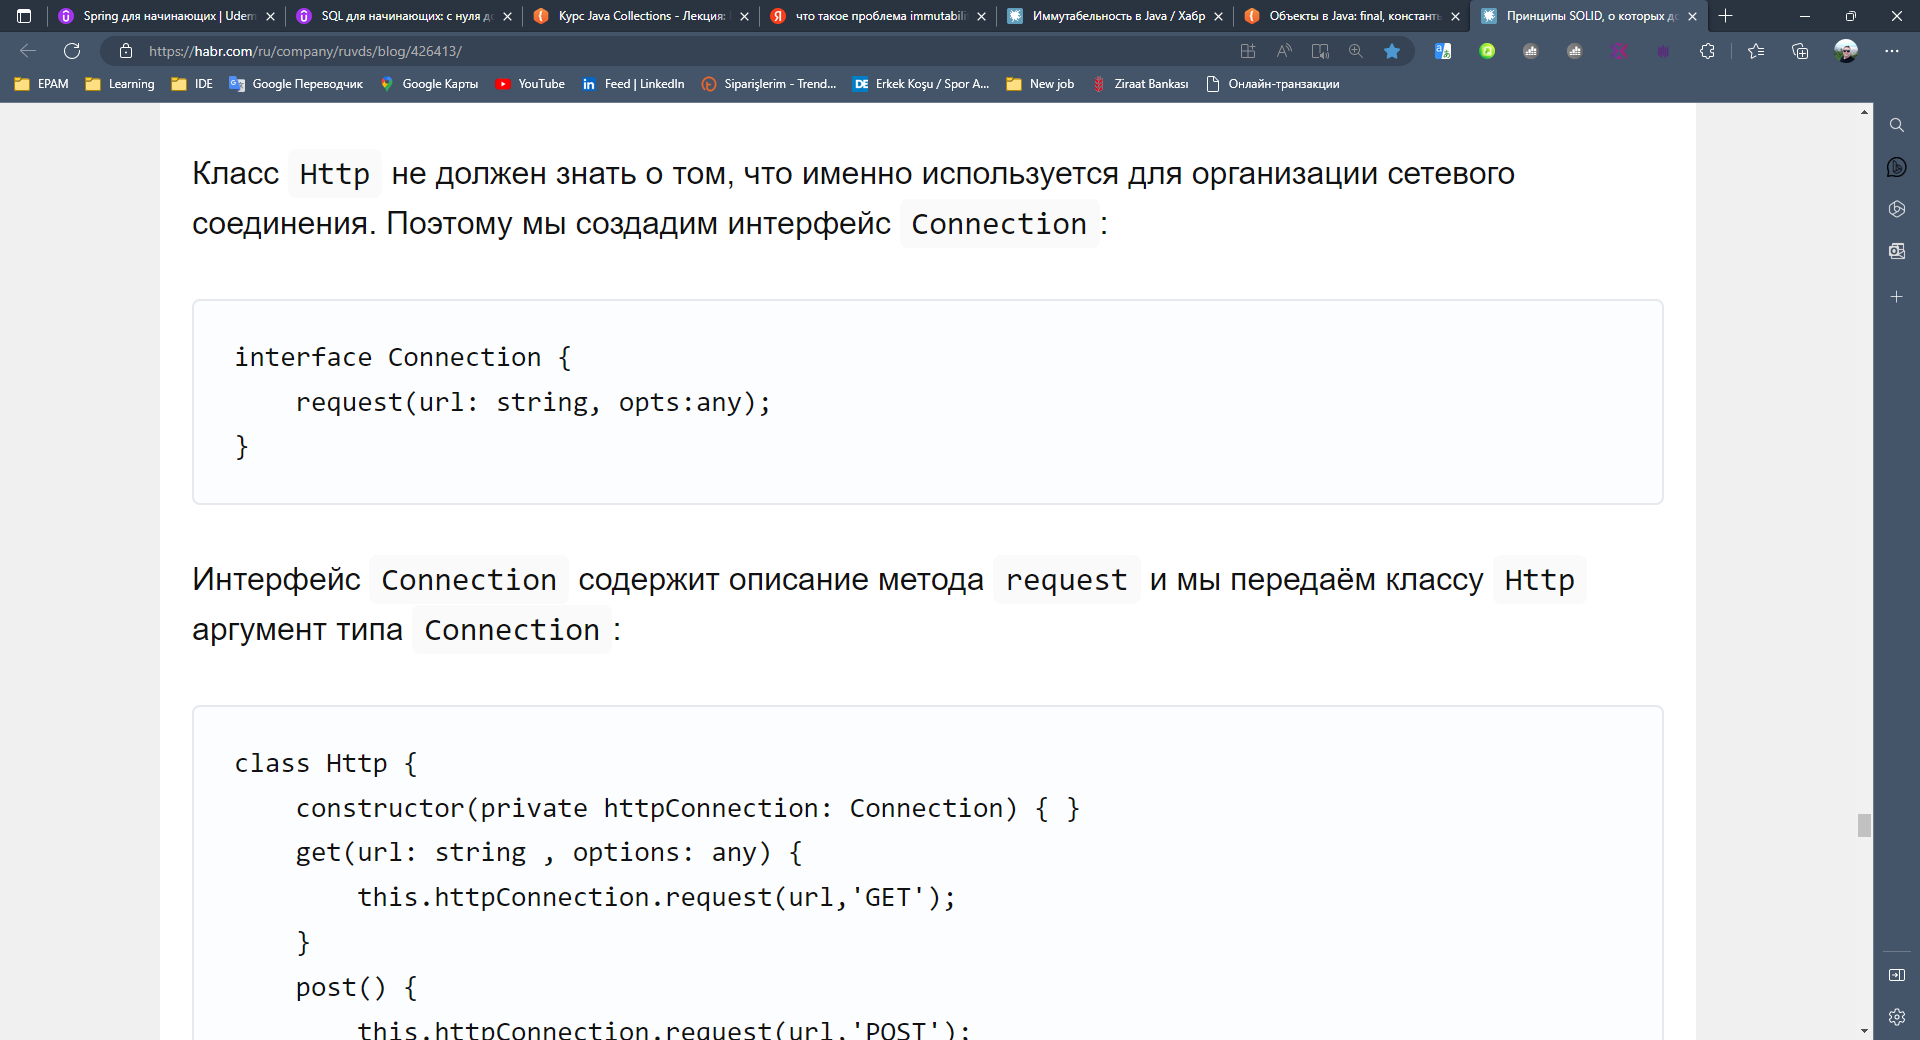 Spring для начинающих | Udem
SQL для начинающих: с нуля до
Курс Java Collections - Лекция:
что такое проблема immutabili
Иммутабельность в Java / Хабр
Объекты в Java: final, константы
Принципы SOLID, о которых до
https://habr.com/ru/company/ruvds/blog/426413/
EPAM
Learning
IDE
Google Переводчик
Google Карты
YouTube
Feed | LinkedIn
Siparişlerim - Trend...
Erkek Koşu / Spor A...
New job
Ziraat Bankası
Онлайн-транзакции
Класс Http не должен знать о том, что именно используется для организации сетевого
соединения. Поэтому мы создадим интерфейс Connection:
interface Connection {
    request(url: string, opts:any);
}
Интерфейс Connection содержит описание метода request и мы передаём классу Http
аргумент типа Connection:
class Http {
    constructor(private httpConnection: Connection) { }
    get(url: string , options: any) {
        this.httpConnection.request(url,'GET');
    }
    post() {
        this.httpConnection.request(url,'POST');